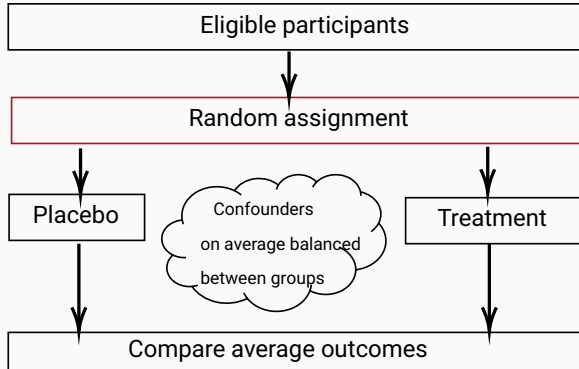 Eligible participants
Random assignment
Placebo
Confounders
on average balanced
between groups
Treatment
Compare average outcomes